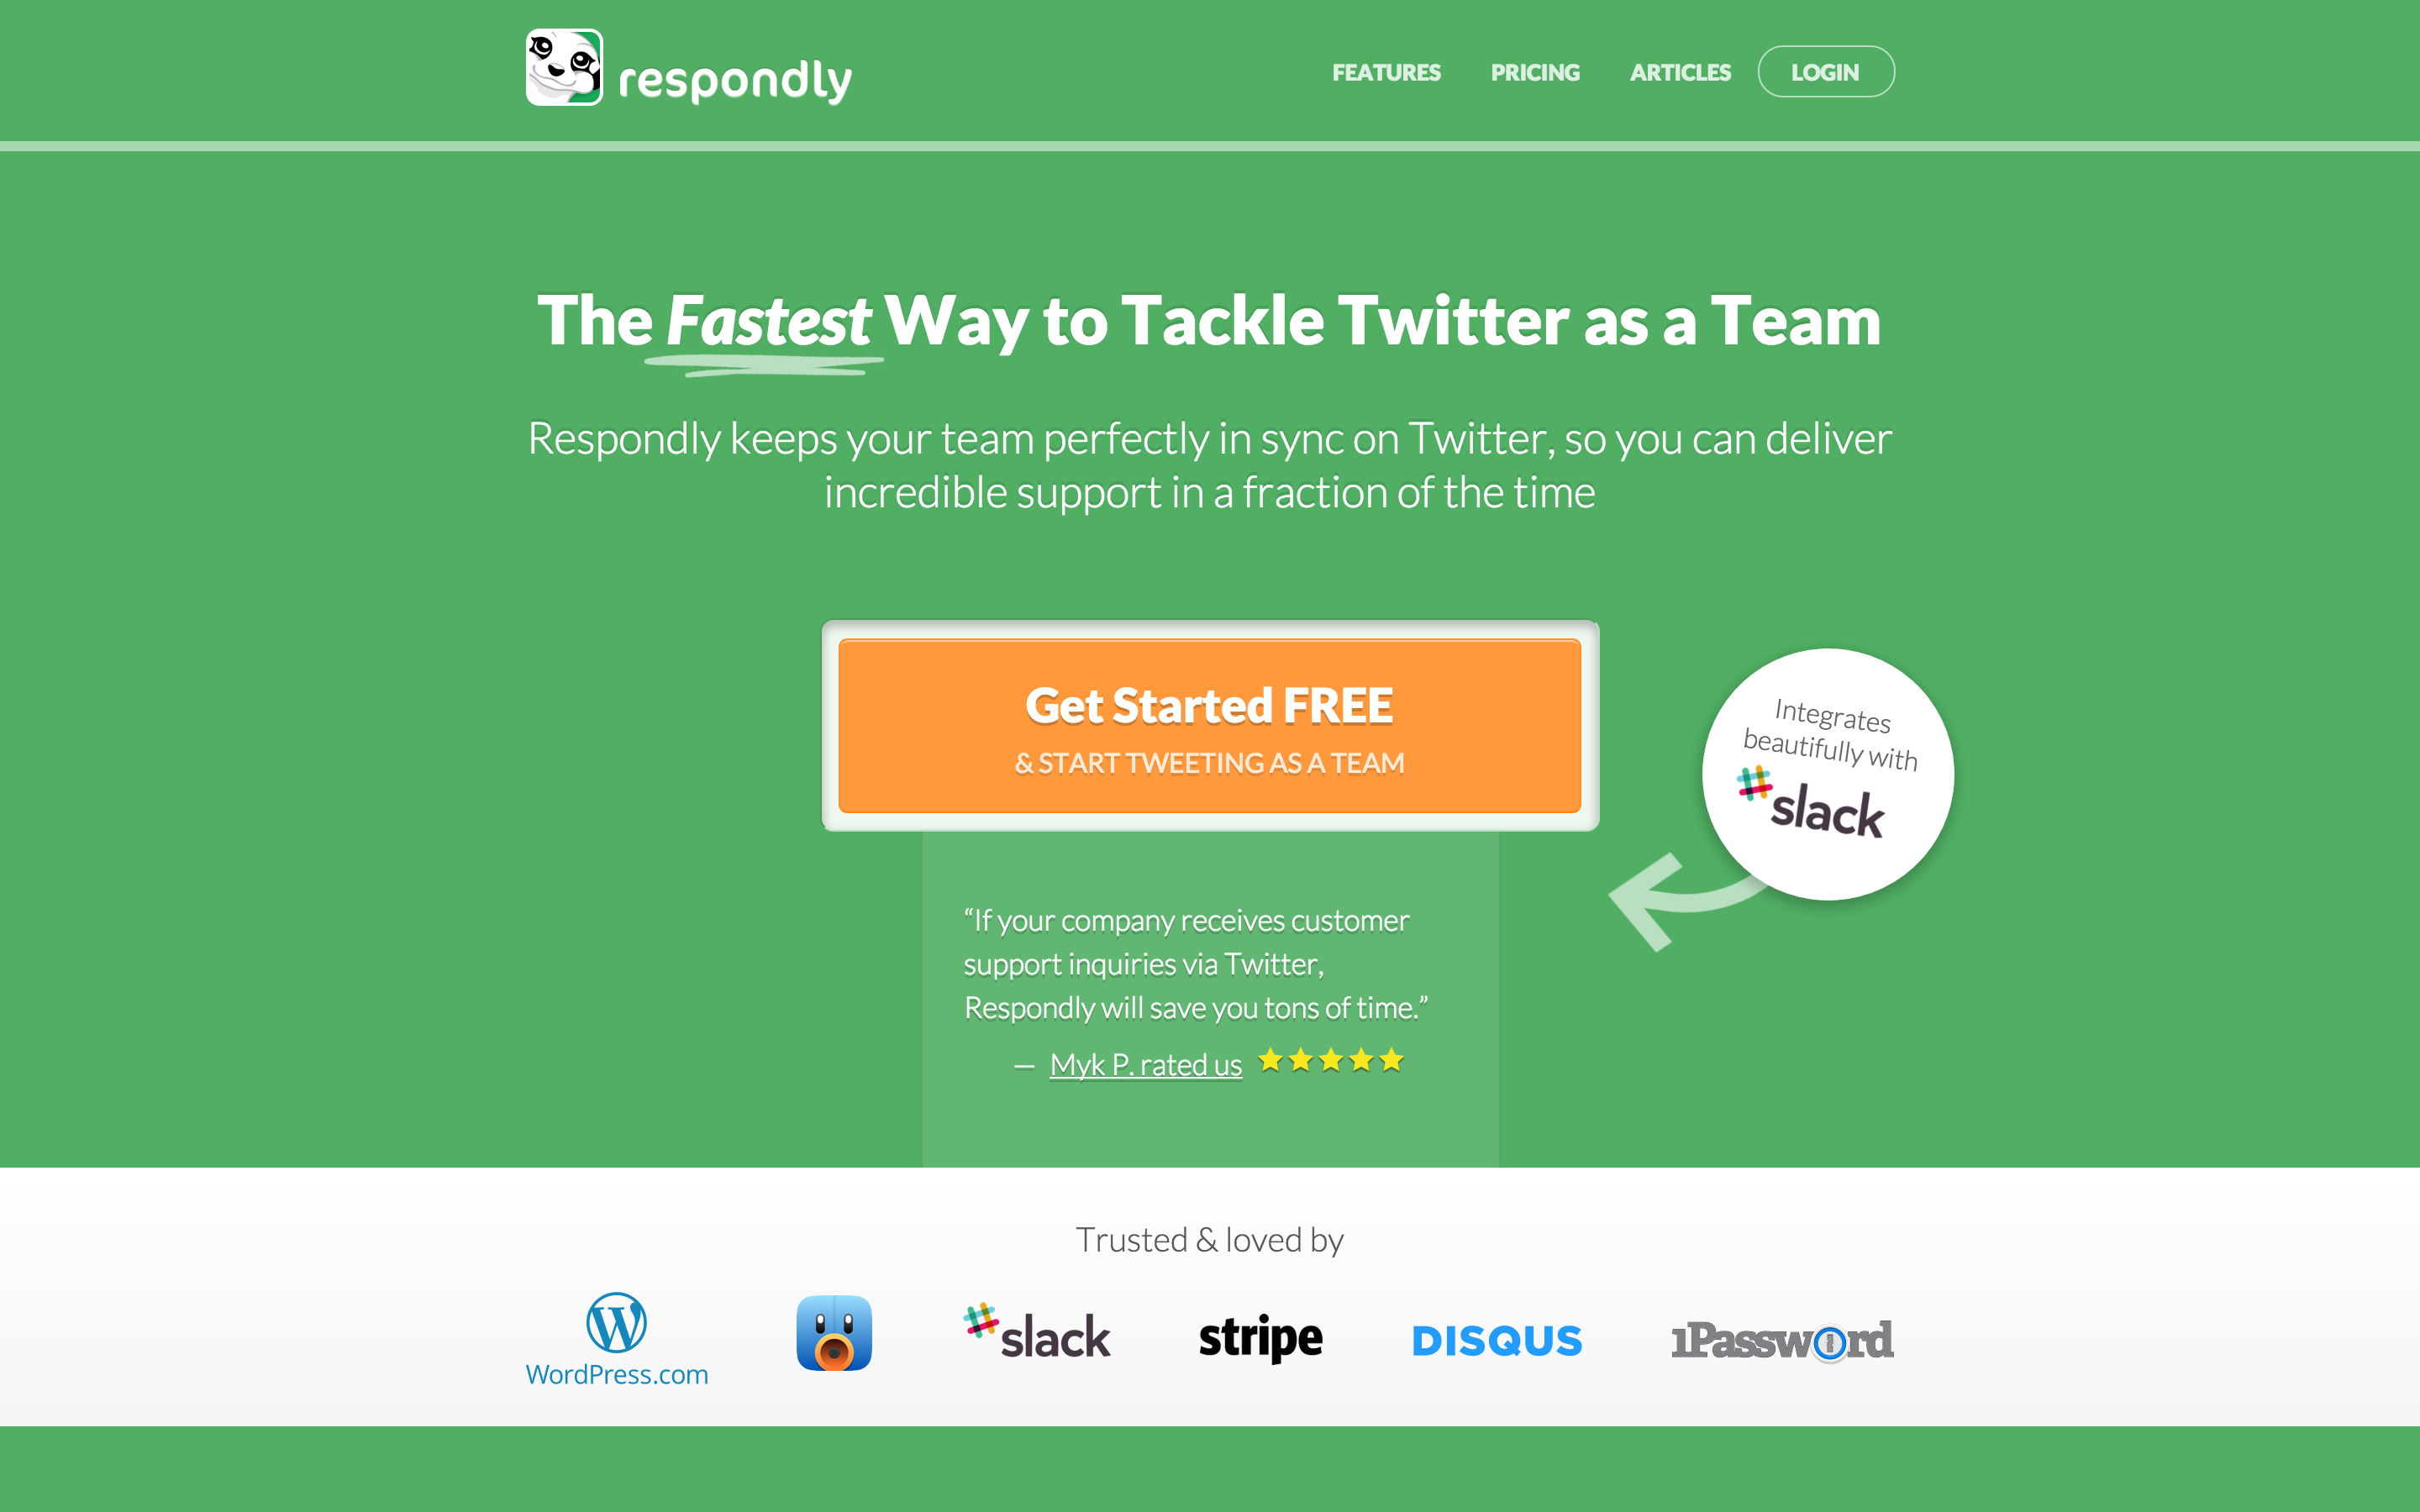 respondly
FEATURES
PRICING
ARTICLES
LOGIN
The Fastest Way to Tackle Twitter as a Team
Respondly keeps your team perfectly in sync on Twitter, so you can deliver
incredible support in a fraction of the time
Get Started FREE
& START TWEETING AS A TEAM
Integrates
beautifully with
slack
“If your company receives customer
support inquiries via Twitter,
Respondly will save you tons of time.”
— Myk P. rated us
Trusted & loved by
WordPress.com
slack
stripe
DISQUS
1Password